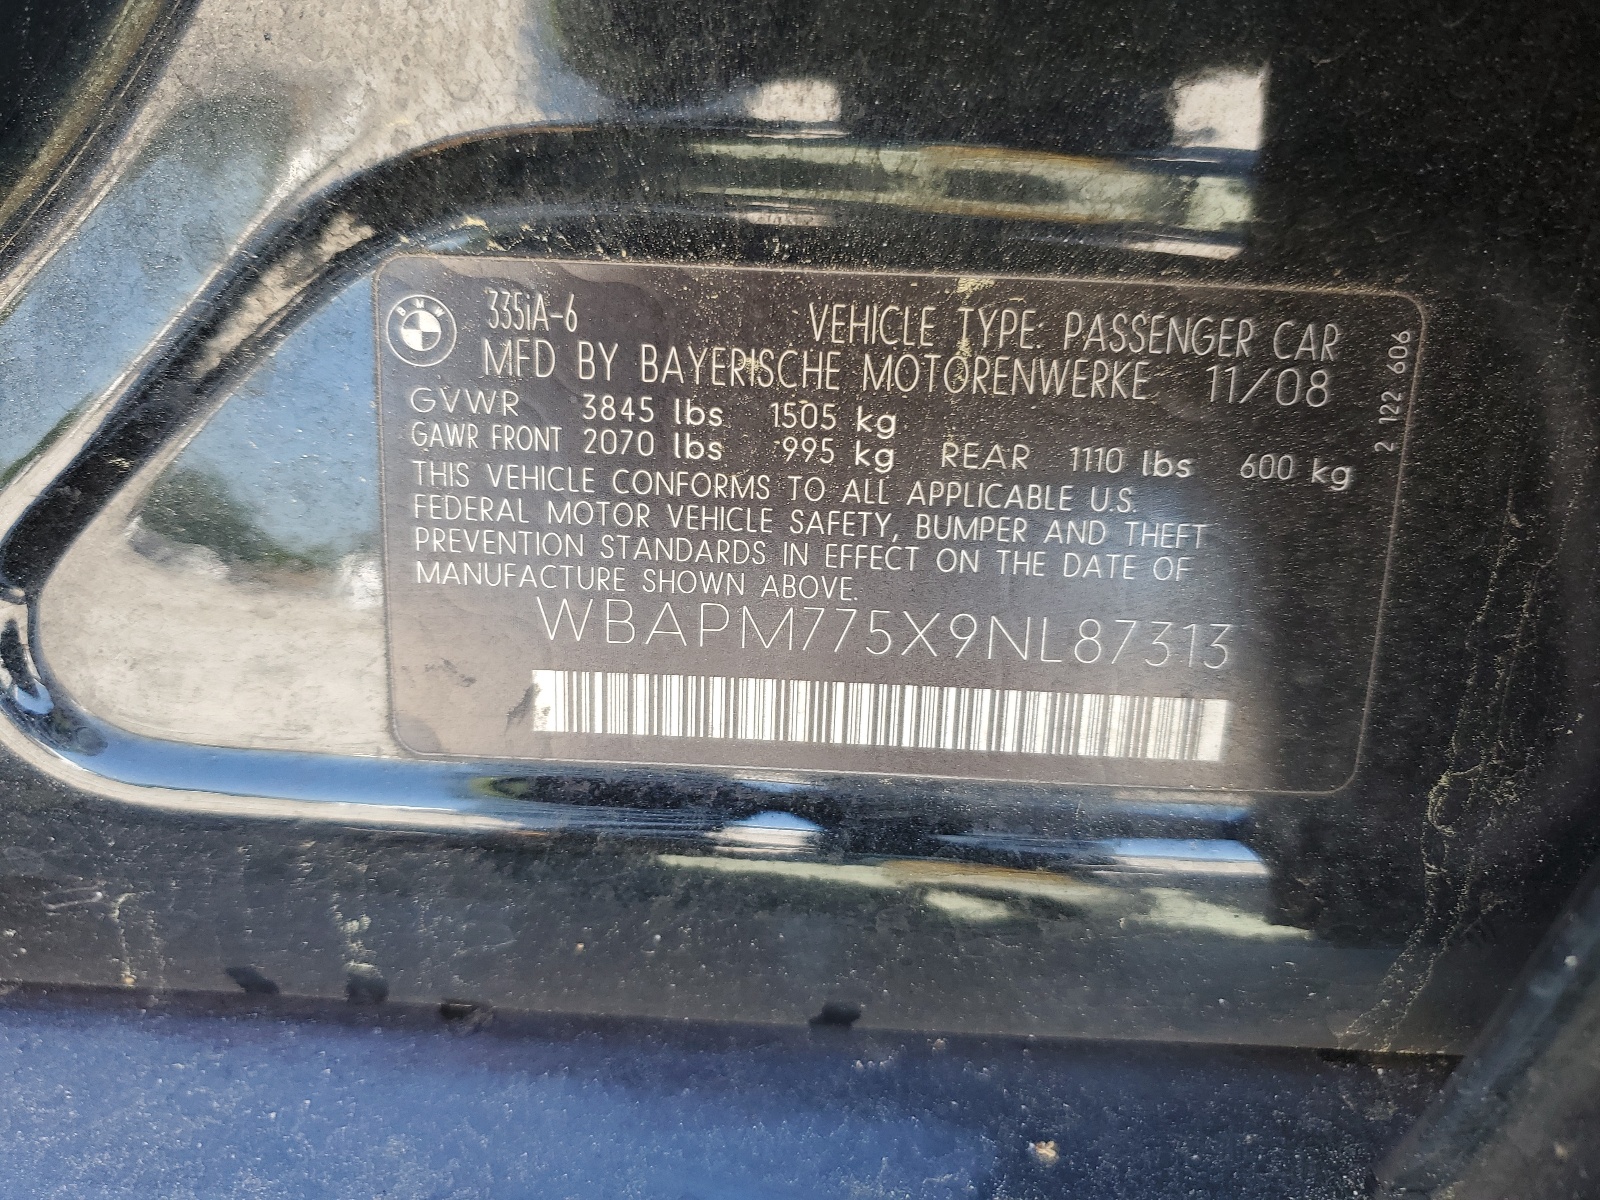 BMW
335iA-6 VEHICLE TYPE: PASSENGER CAR
MFD BY BAYERISCHE MOTORENWERKE 11/08
GVWR 3845 lbs 1505 kg
GAWR FRONT 2070 lbs 995 kg REAR 1110 lbs 600 kg
THIS VEHICLE CONFORMS TO ALL APPLICABLE U.S.
FEDERAL MOTOR VEHICLE SAFETY, BUMPER AND THEFT
PREVENTION STANDARDS IN EFFECT ON THE DATE OF
MANUFACTURE SHOWN ABOVE.
WBAPM775X9NL87313
2 122 606